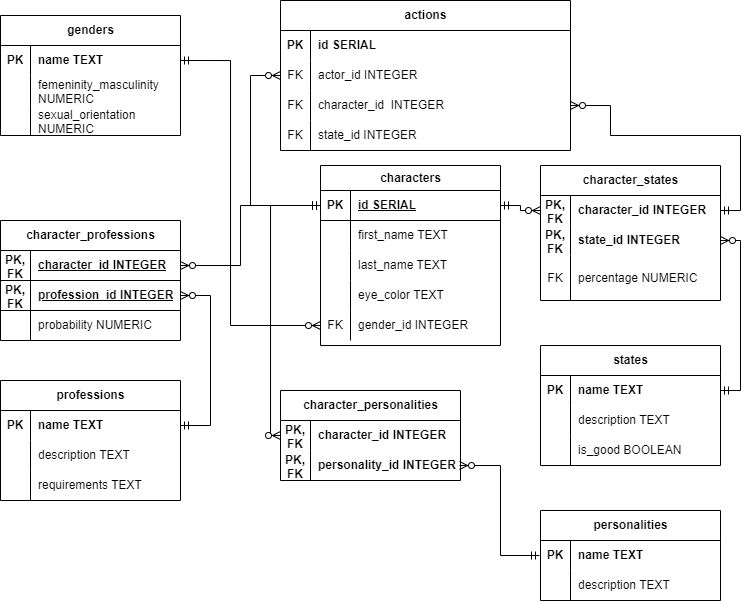 genders
PK name TEXT
femeninity_masculinity
NUMERIC
sexual_orientation
NUMERIC
actions
PK id SERIAL
FK actor_id INTEGER
FK character_id INTEGER
FK state_id INTEGER
characters
PK id SERIAL
first_name TEXT
last_name TEXT
eye_color TEXT
FK gender_id INTEGER
character_states
PK, FK character_id INTEGER
PK, FK state_id INTEGER
FK percentage NUMERIC
character_professions
PK, FK character_id INTEGER
PK, FK profession_id INTEGER
probability NUMERIC
professions
PK name TEXT
description TEXT
requirements TEXT
character_personalities
PK, FK character_id INTEGER
PK, FK personality_id INTEGER
states
PK name TEXT
description TEXT
is_good BOOLEAN
personalities
PK name TEXT
description TEXT